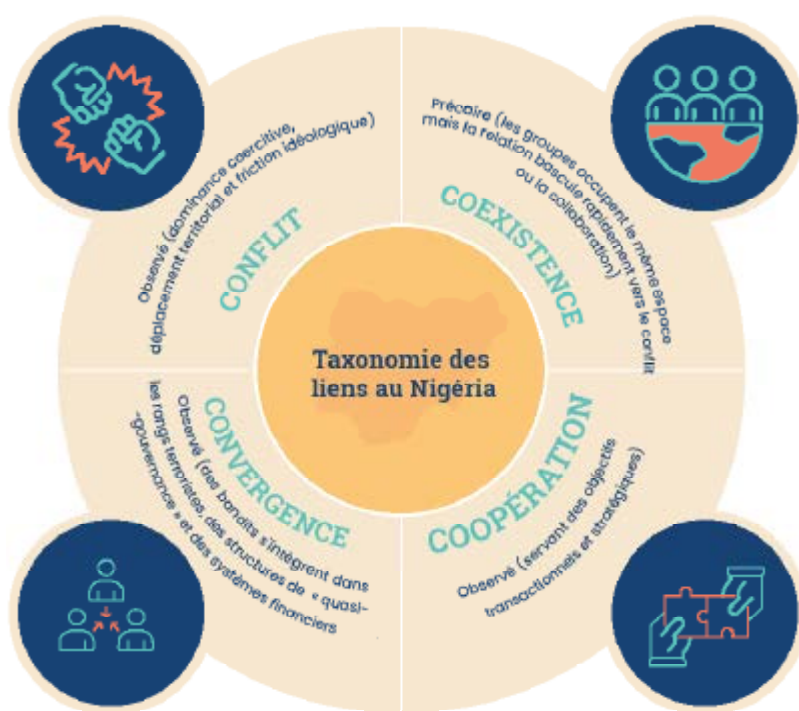 CONFLIT
Observé (dominance coercitive,
déplacement territorial et friction idéologique)
COEXISTENCE
Précaire (les groupes occupent le même espace
mais la relation bascule rapidement vers le conflit
ou la collaboration)
Taxonomie des
liens au Nigéria
CONVERGENCE
Observé (des bandits s'intègrent dans
les rangs terroristes, des structures de « quasi-
-gouvernance » et des systèmes financiers
COOPÉRATION
Observé (servant des objectifs
transactionnels et stratégiques)